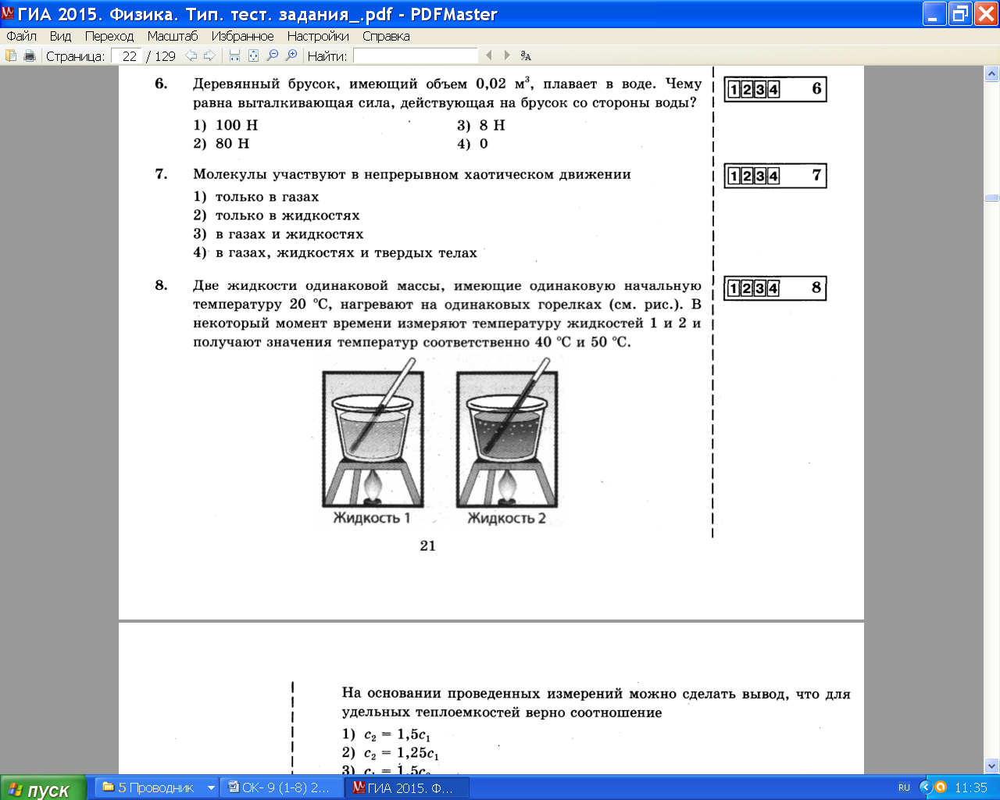 ГИА 2015. Физика. Тип. тест. задания_.pdf - PDFMaster
Файл Вид Переход Масштаб Избранное Настройки Справка
Страница: 22 / 129 Найти:
6. Деревянный брусок, имеющий объем 0,02 м³, плавает в воде. Чему
равна выталкивающая сила, действующая на брусок со стороны воды?
1) 100 Н 3) 8 Н
2) 80 Н 4) 0
1 2 3 4 6
7. Молекулы участвуют в непрерывном хаотическом движении
1) только в газах
2) только в жидкостях
3) в газах и жидкостях
4) в газах, жидкостях и твердых телах
1 2 3 4 7
8. Две жидкости одинаковой массы, имеющие одинаковую начальную
температуру 20 °С, нагревают на одинаковых горелках (см. рис.). В
некоторый момент времени измеряют температуру жидкостей 1 и 2 и
получают значения температур соответственно 40 °С и 50 °С.
1 2 3 4 8
Жидкость 1 Жидкость 2
21
На основании проведенных измерений можно сделать вывод, что для
удельных теплоемкостей верно соотношение
1) c₂ = 1,5c₁
2) c₂ = 1,25c₁
3) c₁ = 1,5c₂
пуск 5 Проводник ОК- 9 (1-8) 2... ГИА 2015. Ф... RU 11:35